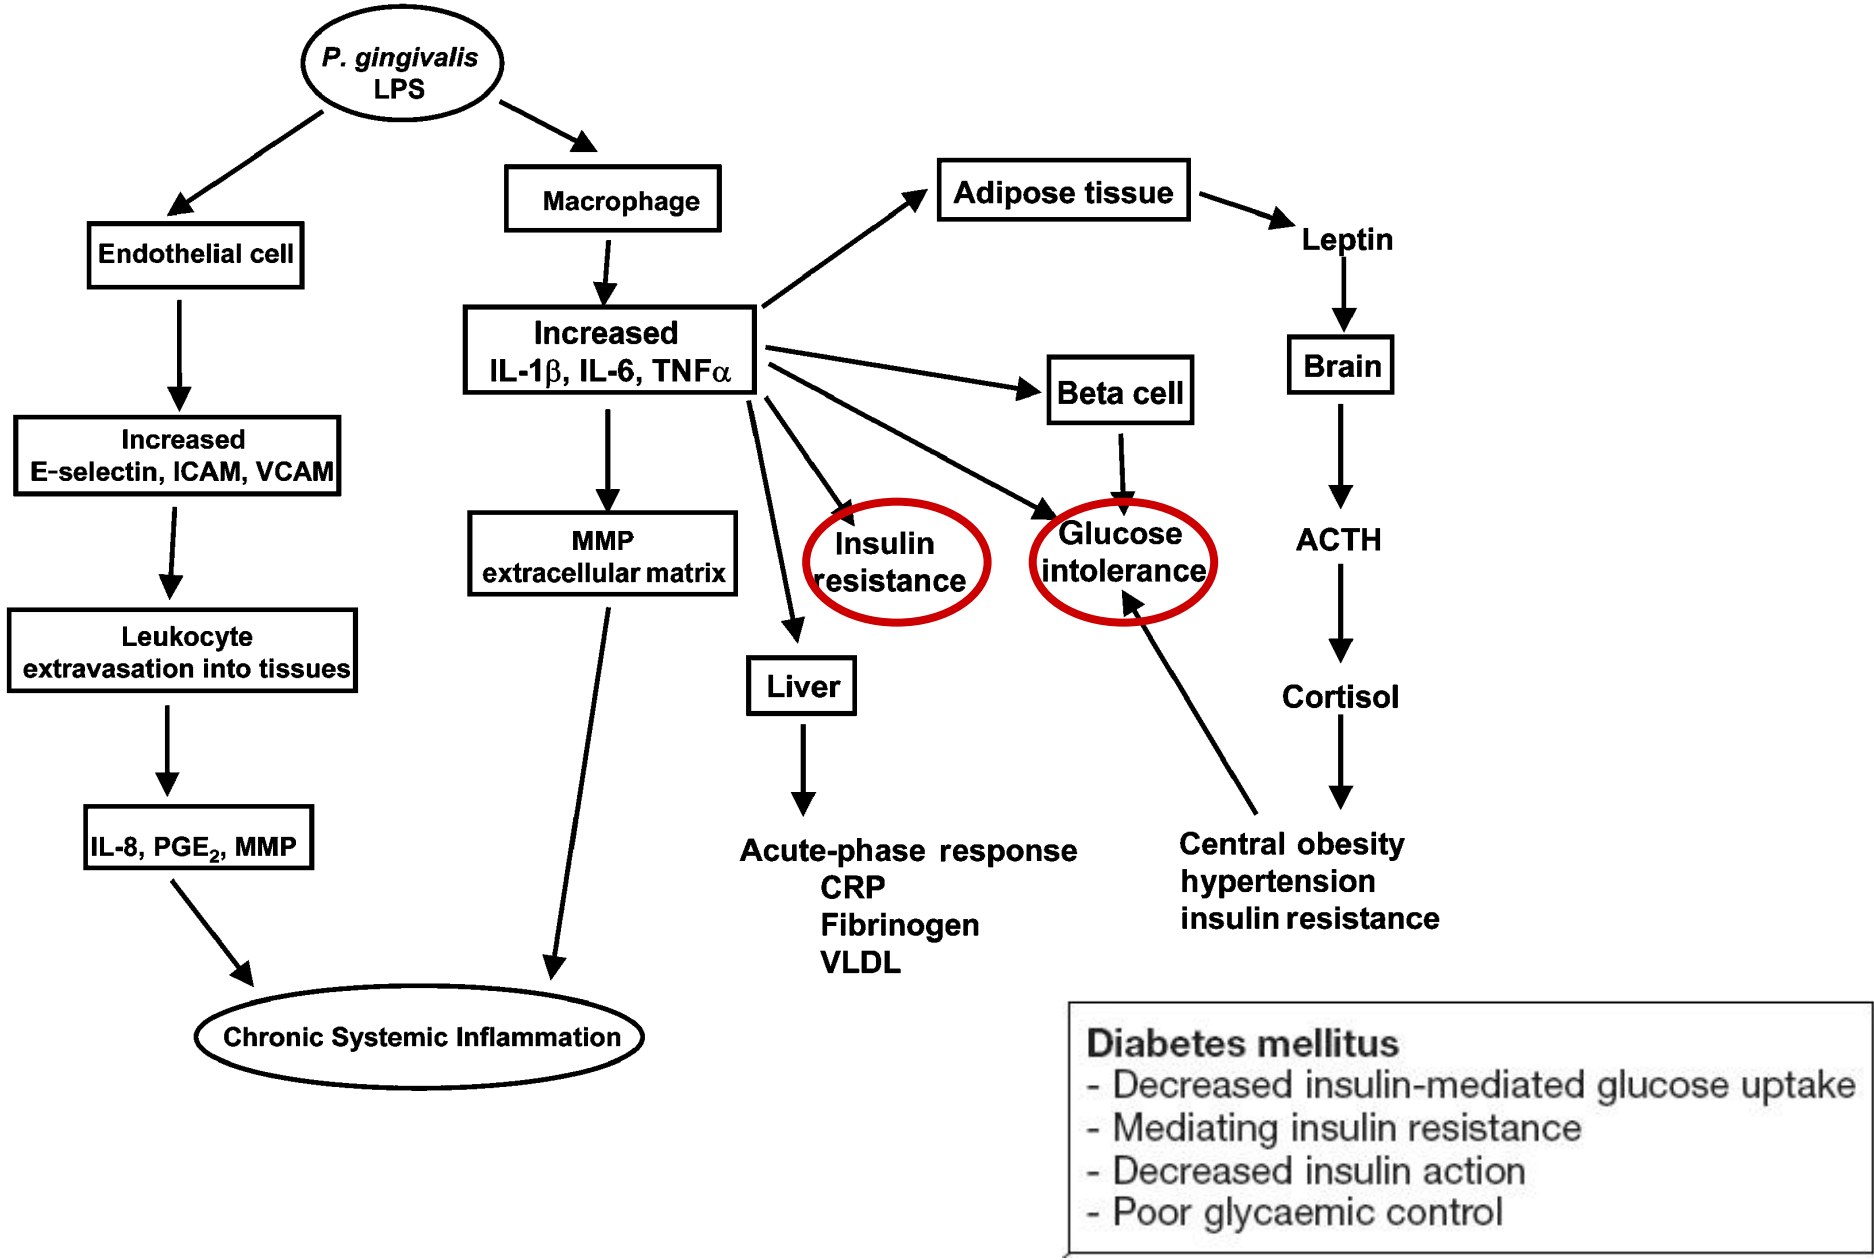 P. gingivalis
LPS
Endothelial cell
Increased
E-selectin, ICAM, VCAM
Leukocyte
extravasation into tissues
IL-8, PGE₂, MMP
Macrophage
Increased
IL-1β, IL-6, TNFα
MMP
extracellular matrix
Chronic Systemic Inflammation
Adipose tissue
Leptin
Brain
ACTH
Cortisol
Central obesity
hypertension
insulin resistance
Beta cell
Glucose
intolerance
Insulin
resistance
Liver
Acute-phase response
CRP
Fibrinogen
VLDL
Diabetes mellitus
- Decreased insulin-mediated glucose uptake
- Mediating insulin resistance
- Decreased insulin action
- Poor glycaemic control